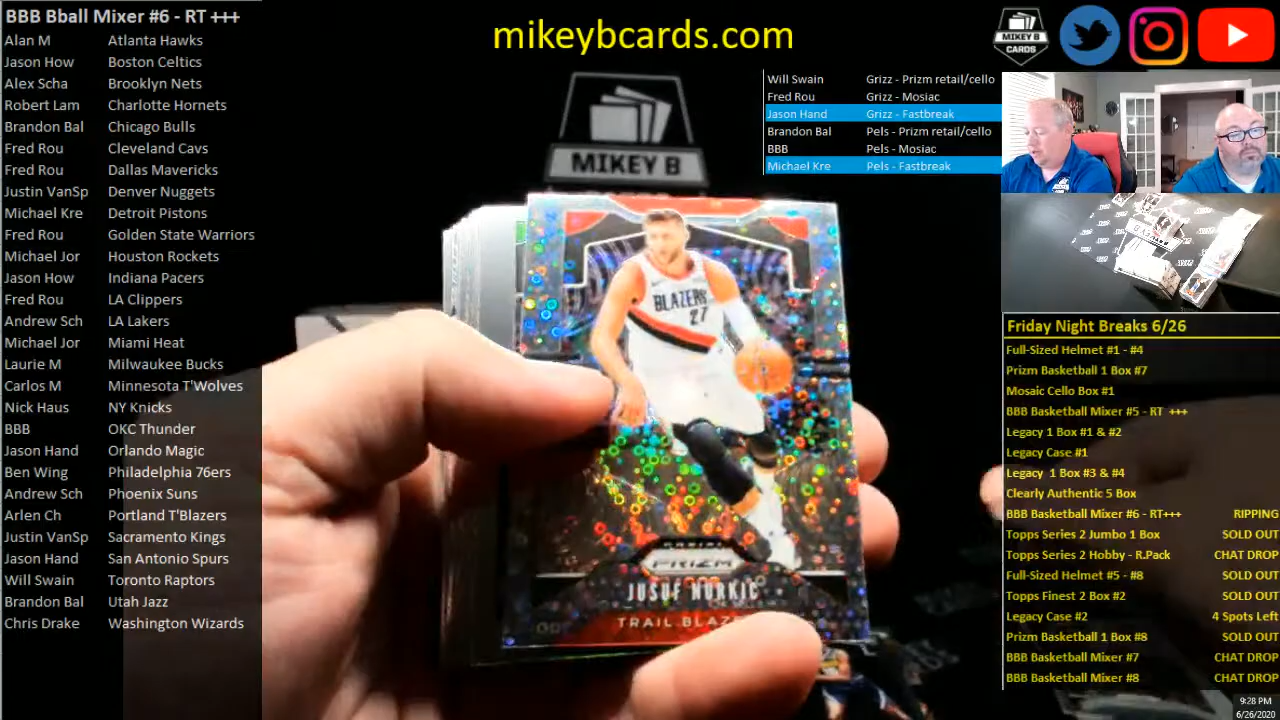 BBB Bball Mixer #6 - RT +++
Alan M Atlanta Hawks
Jason How Boston Celtics
Alex Scha Brooklyn Nets
Robert Lam Charlotte Hornets
Brandon Bal Chicago Bulls
Fred Rou Cleveland Cavs
Fred Rou Dallas Mavericks
Justin VanSp Denver Nuggets
Michael Kre Detroit Pistons
Fred Rou Golden State Warriors
Michael Jor Houston Rockets
Jason How Indiana Pacers
Fred Rou LA Clippers
Andrew Sch LA Lakers
Michael Jor Miami Heat
Laurie M Milwaukee Bucks
Carlos M Minnesota T'Wolves
Nick Haus NY Knicks
BBB OKC Thunder
Jason Hand Orlando Magic
Ben Wing Philadelphia 76ers
Andrew Sch Phoenix Suns
Arlen Ch Portland T'Blazers
Justin VanSp Sacramento Kings
Jason Hand San Antonio Spurs
Will Swain Toronto Raptors
Brandon Bal Utah Jazz
Chris Drake Washington Wizards
mikeybcards.com
MIKEY B
CARDS
Will Swain Grizz - Prizm retail/cello
Fred Rou Grizz - Mosiac
Jason Hand Grizz - Fastbreak
Brandon Bal Pels - Prizm retail/cello
BBB Pels - Mosiac
Michael Kre Pels - Fastbreak
MIKEY B
BLAZERS
27
PANINI
PRIZM
JUSUF NURKIC
TRAIL BLAZ
Friday Night Breaks 6/26
Full-Sized Helmet #1 - #4
Prizm Basketball 1 Box #7
Mosaic Cello Box #1
BBB Basketball Mixer #5 - RT +++
Legacy 1 Box #1 & #2
Legacy Case #1
Legacy 1 Box #3 & #4
Clearly Authentic 5 Box
BBB Basketball Mixer #6 - RT+++ RIPPING
Topps Series 2 Jumbo 1 Box SOLD OUT
Topps Series 2 Hobby - R.Pack CHAT DROP
Full-Sized Helmet #5 - #8 SOLD OUT
Topps Finest 2 Box #2 SOLD OUT
Legacy Case #2 4 Spots Left
Prizm Basketball 1 Box #8 SOLD OUT
BBB Basketball Mixer #7 CHAT DROP
BBB Basketball Mixer #8 CHAT DROP
9:28 PM
6/26/2020